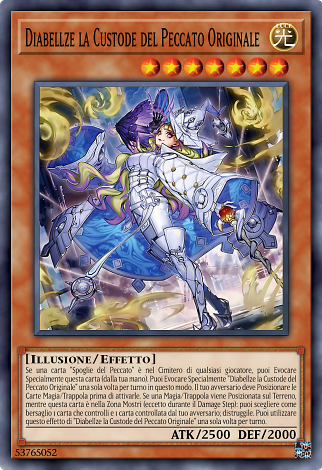 Diabellze la Custode del Peccato Originale
光
[Illusione/Effetto]
Se una carta "Spoglie del Peccato" è nel Cimitero di qualsiasi giocatore, puoi Evocare
Specialmente questa carta (dalla tua mano). Puoi Evocare Specialmente "Diabellze la Custode del
Peccato Originale" una sola volta per turno in questo modo. Il tuo avversario deve Posizionare le
Carte Magia/Trappola prima di attivarle. Se una Magia/Trappola viene Posizionata sul Terreno,
mentre questa carta è nella Zona Mostri (eccetto durante il Damage Step): puoi scegliere come
bersaglio 1 carta che controlli e 1 carta controllata dal tuo avversario; distruggile. Puoi utilizzare
questo effetto di "Diabellze la Custode del Peccato Originale" una sola volta per turno.
ATK/2500 DEF/2000
53765052